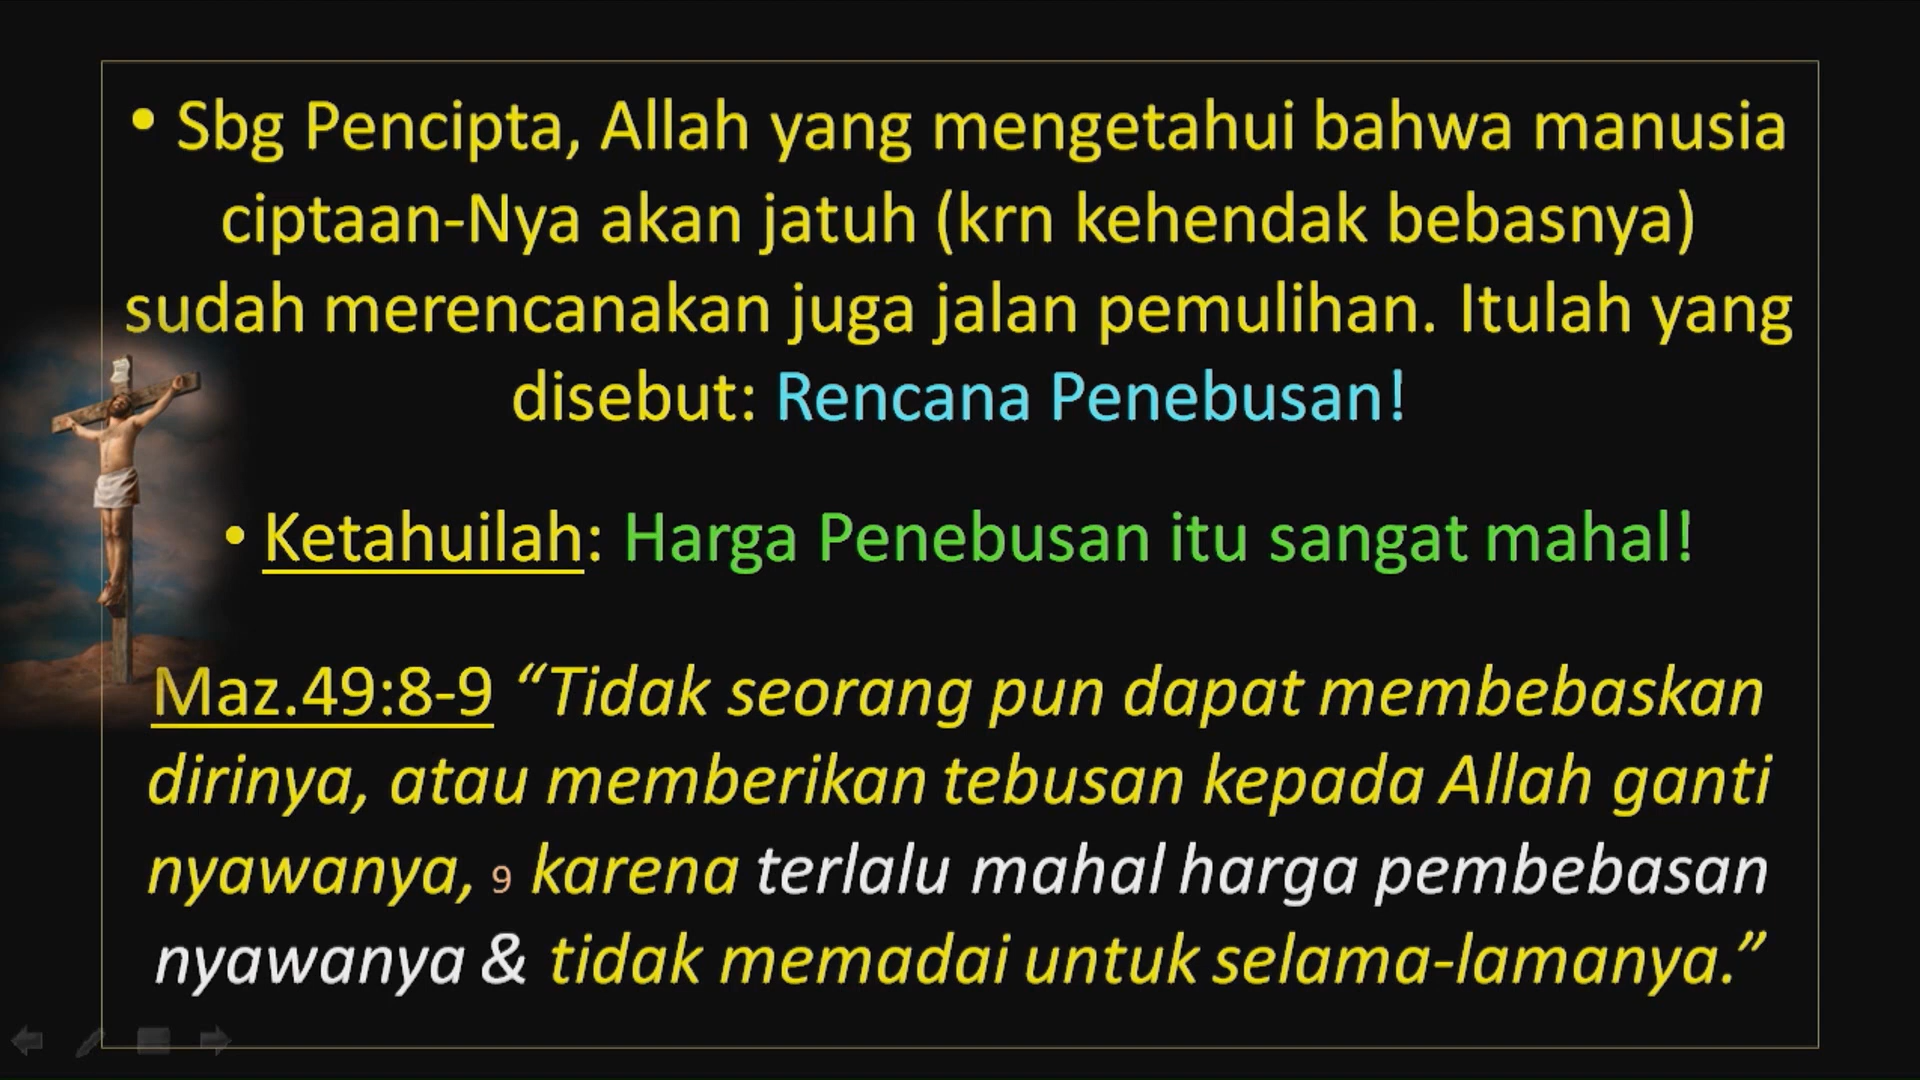 • Sbg Pencipta, Allah yang mengetahui bahwa manusia
ciptaan-Nya akan jatuh (krn kehendak bebasnya)
sudah merencanakan juga jalan pemulihan. Itulah yang
disebut: Rencana Penebusan!
• Ketahuilah: Harga Penebusan itu sangat mahal!
Maz.49:8-9 “Tidak seorang pun dapat membebaskan
dirinya, atau memberikan tebusan kepada Allah ganti
nyawanya, 9 karena terlalu mahal harga pembebasan
nyawanya & tidak memadai untuk selama-lamanya.”